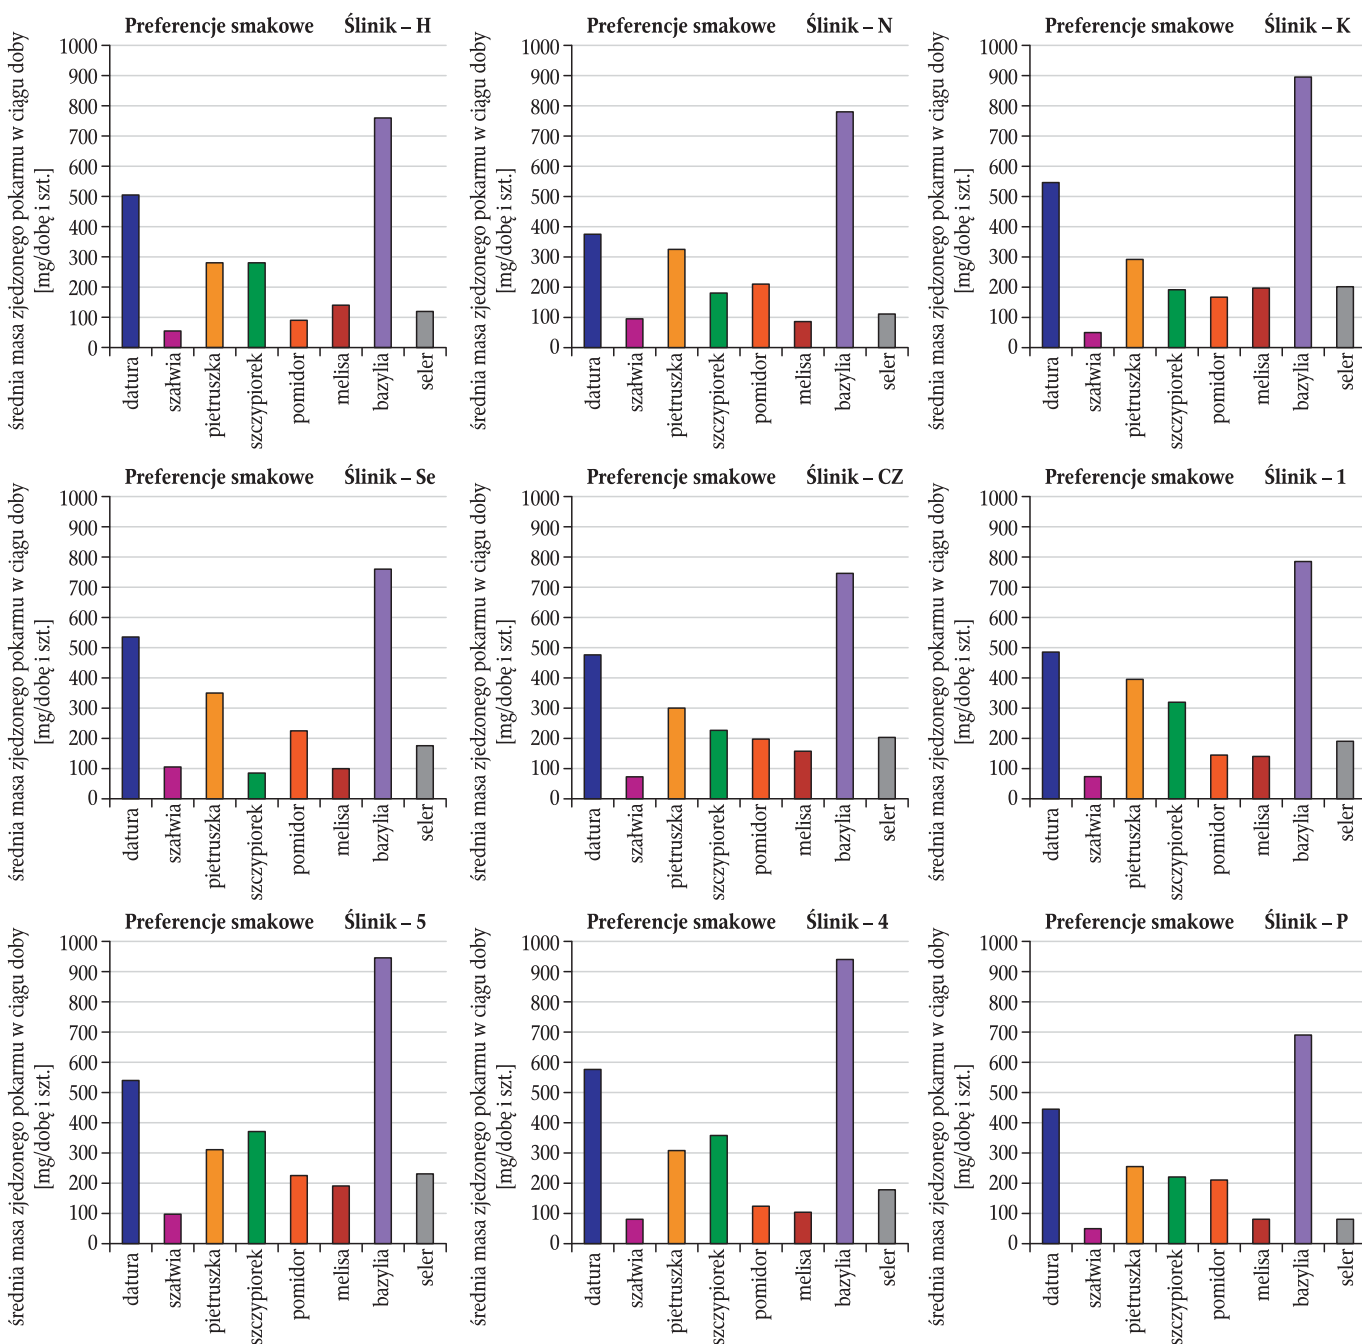 Preferencje smakowe Ślinik – H
średnia masa zjedzonego pokarmu w ciągu doby
[mg/dobę i szt.]
1000
900
800
700
600
500
400
300
200
100
0
datura
szałwia
pietruszka
szczypiorek
pomidor
melisa
bazylia
seler
Preferencje smakowe Ślinik – N
średnia masa zjedzonego pokarmu w ciągu doby
[mg/dobę i szt.]
1000
900
800
700
600
500
400
300
200
100
0
datura
szałwia
pietruszka
szczypiorek
pomidor
melisa
bazylia
seler
Preferencje smakowe Ślinik – K
średnia masa zjedzonego pokarmu w ciągu doby
[mg/dobę i szt.]
1000
900
800
700
600
500
400
300
200
100
0
datura
szałwia
pietruszka
szczypiorek
pomidor
melisa
bazylia
seler
Preferencje smakowe Ślinik – Se
średnia masa zjedzonego pokarmu w ciągu doby
[mg/dobę i szt.]
1000
900
800
700
600
500
400
300
200
100
0
datura
szałwia
pietruszka
szczypiorek
pomidor
melisa
bazylia
seler
Preferencje smakowe Ślinik – CZ
średnia masa zjedzonego pokarmu w ciągu doby
[mg/dobę i szt.]
1000
900
800
700
600
500
400
300
200
100
0
datura
szałwia
pietruszka
szczypiorek
pomidor
melisa
bazylia
seler
Preferencje smakowe Ślinik – 1
średnia masa zjedzonego pokarmu w ciągu doby
[mg/dobę i szt.]
1000
900
800
700
600
500
400
300
200
100
0
datura
szałwia
pietruszka
szczypiorek
pomidor
melisa
bazylia
seler
Preferencje smakowe Ślinik – 5
średnia masa zjedzonego pokarmu w ciągu doby
[mg/dobę i szt.]
1000
900
800
700
600
500
400
300
200
100
0
datura
szałwia
pietruszka
szczypiorek
pomidor
melisa
bazylia
seler
Preferencje smakowe Ślinik – 4
średnia masa zjedzonego pokarmu w ciągu doby
[mg/dobę i szt.]
1000
900
800
700
600
500
400
300
200
100
0
datura
szałwia
pietruszka
szczypiorek
pomidor
melisa
bazylia
seler
Preferencje smakowe Ślinik – P
średnia masa zjedzonego pokarmu w ciągu doby
[mg/dobę i szt.]
1000
900
800
700
600
500
400
300
200
100
0
datura
szałwia
pietruszka
szczypiorek
pomidor
melisa
bazylia
seler